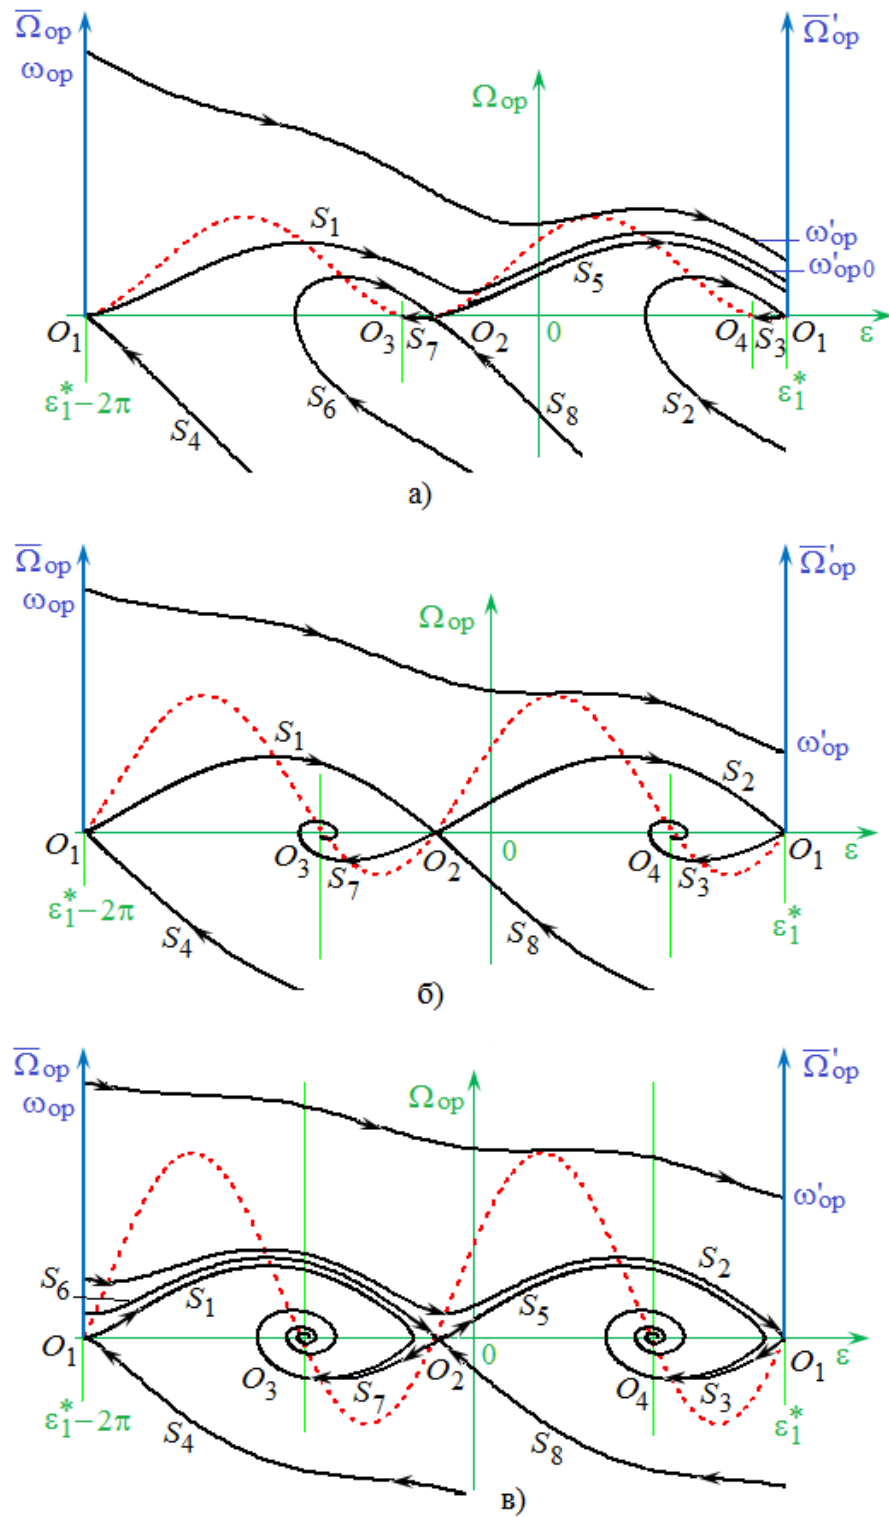 Ω̅op Ω̅'op
ωop
Ωop
S1 ω'op
ω'op0
S5
O1 O3 S7 O2 0 O4 S3 O1 ε
ε1*−2π S4 S6 S8 S2 ε1*
а)
Ω̅op Ω̅'op
ωop Ωop
ω'op
S1 S2
O1 O3 S7 O2 0 O4 S3 O1 ε
ε1*−2π S4 S8 ε1*
б)
Ω̅op Ω̅'op
ωop Ωop
ω'op
S6 S1 S5 S2
O1 O3 S7 O2 0 O4 S3 O1 ε
ε1*−2π S4 S8 ε1*
в)